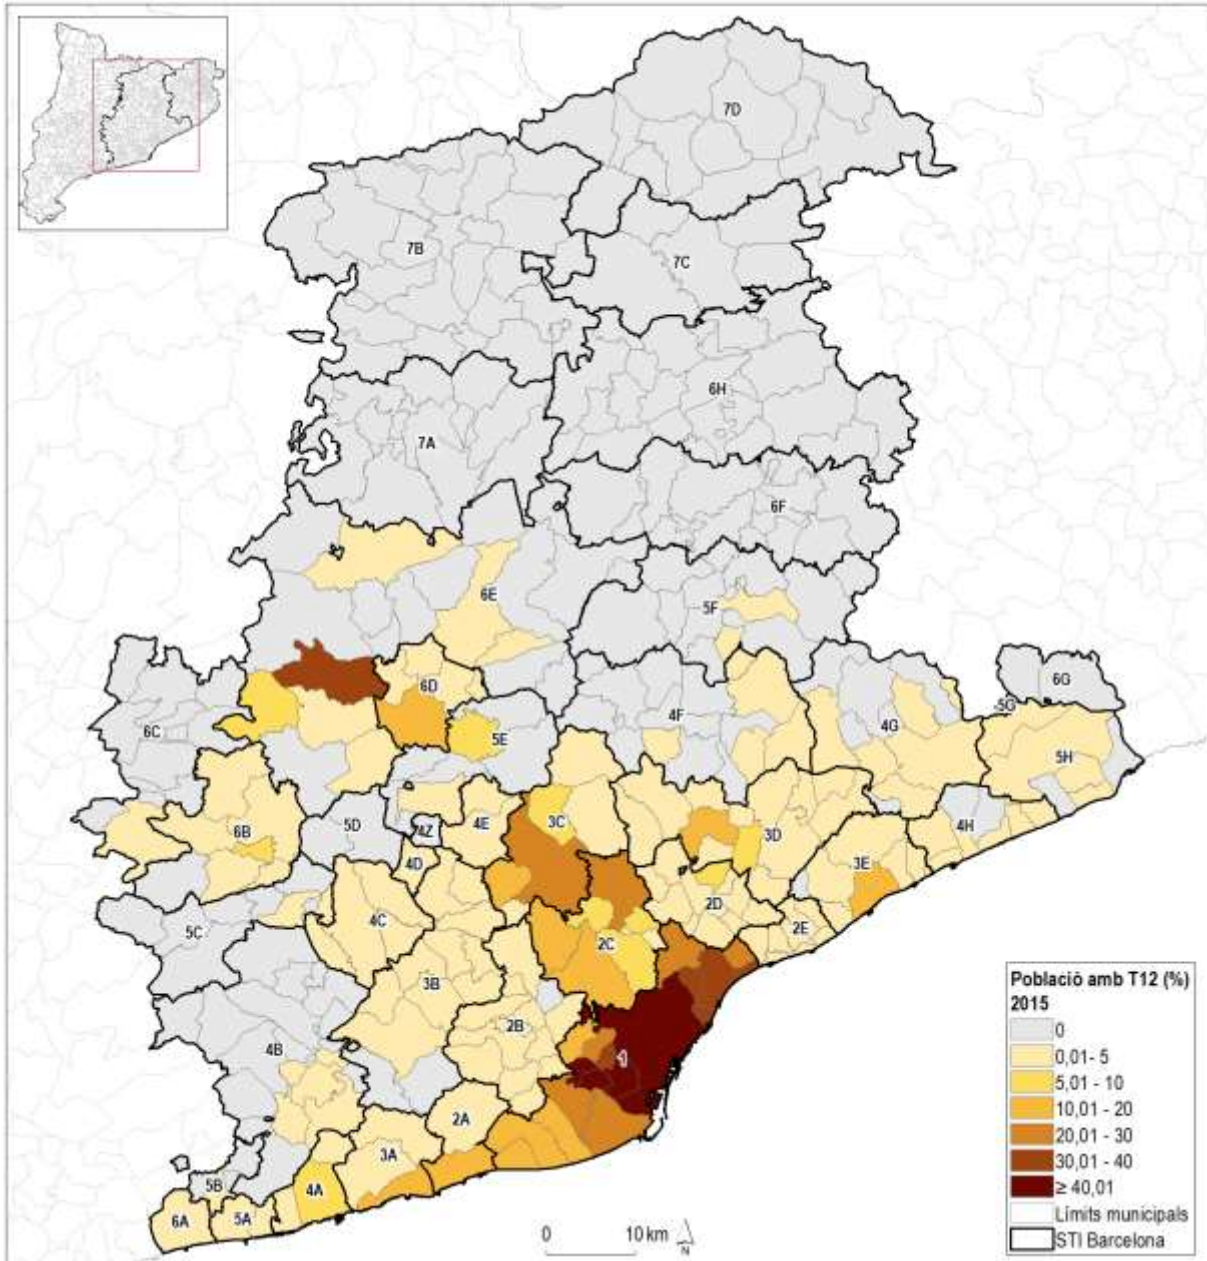 7D
7B
7C
6H
7A
6F
6E
5F
6D
6G
5G
4F
4G
6C
5E
5H
3C
4E
5D
4Z
6B
3D
4H
4D
3E
4C
2D
2E
5C
2C
3B
2B
4B
1
2A
3A
4A
5B
6A
5A
Població amb T12 (%)
2015
0
0,01- 5
5,01 - 10
10,01 - 20
20,01 - 30
30,01 - 40
≥ 40,01
Límits municipals
STI Barcelona
0 10 km
N